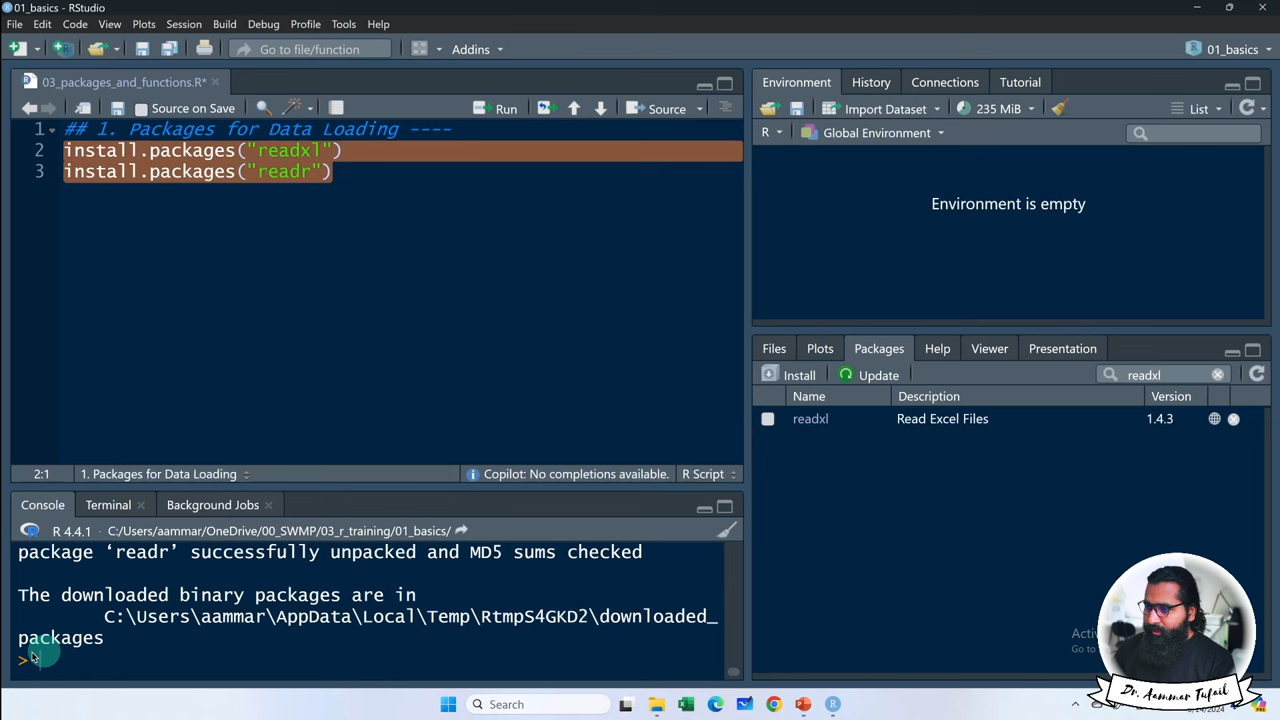 01_basics - RStudio
File Edit Code View Plots Session Build Debug Profile Tools Help
Go to file/function Addins 01_basics
03_packages_and_functions.R*
Source on Save Run Source
1 ## 1. Packages for Data Loading ----
2 install.packages("readxl")
3 install.packages("readr")
2:1 1. Packages for Data Loading Copilot: No completions available. R Script
Console Terminal Background Jobs
R 4.4.1 · C:/Users/aammar/OneDrive/00_SWMP/03_r_training/01_basics/
package ‘readr’ successfully unpacked and MD5 sums checked
The downloaded binary packages are in
C:\Users\aammar\AppData\Local\Temp\RtmpS4GKD2\downloaded_
packages
>
Environment History Connections Tutorial
Import Dataset 235 MiB List
R Global Environment
Environment is empty
Files Plots Packages Help Viewer Presentation
Install Update readxl
Name Description Version
readxl Read Excel Files 1.4.3
Dr. Aammar Tufail
Search